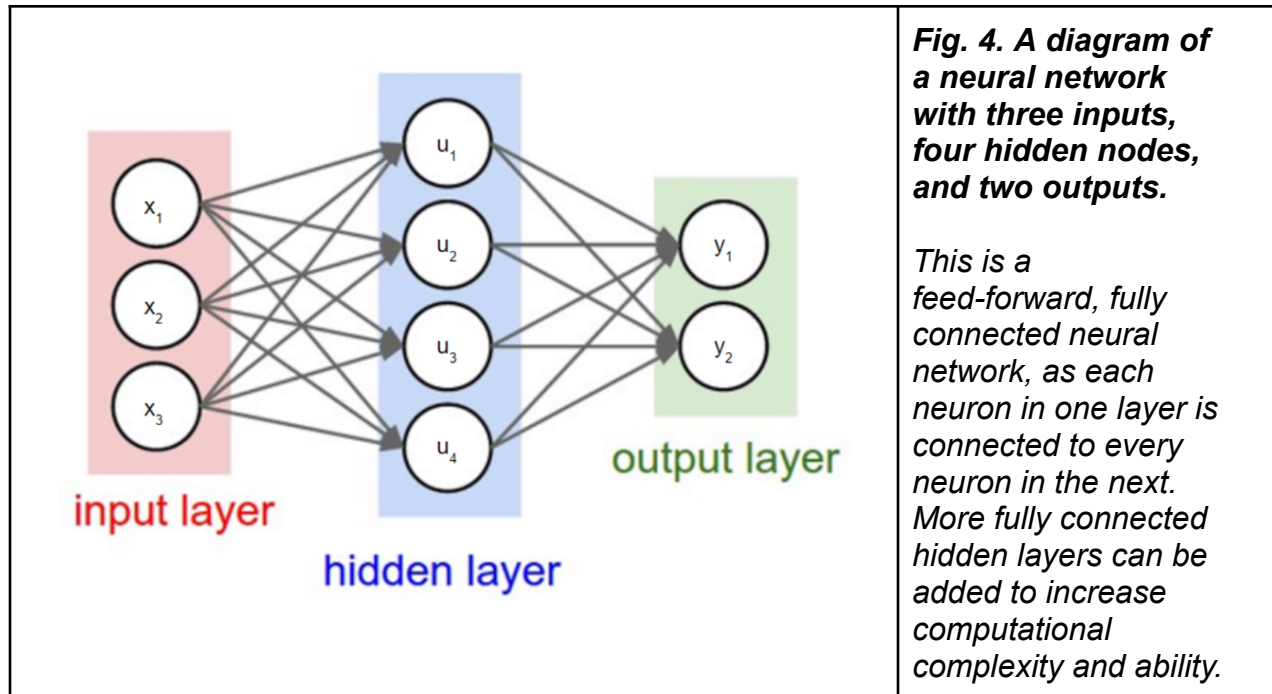 x₁
x₂
x₃
input layer
u₁
u₂
u₃
u₄
hidden layer
y₁
y₂
output layer
Fig. 4. A diagram of
a neural network
with three inputs,
four hidden nodes,
and two outputs.
This is a
feed-forward, fully
connected neural
network, as each
neuron in one layer is
connected to every
neuron in the next.
More fully connected
hidden layers can be
added to increase
computational
complexity and ability.